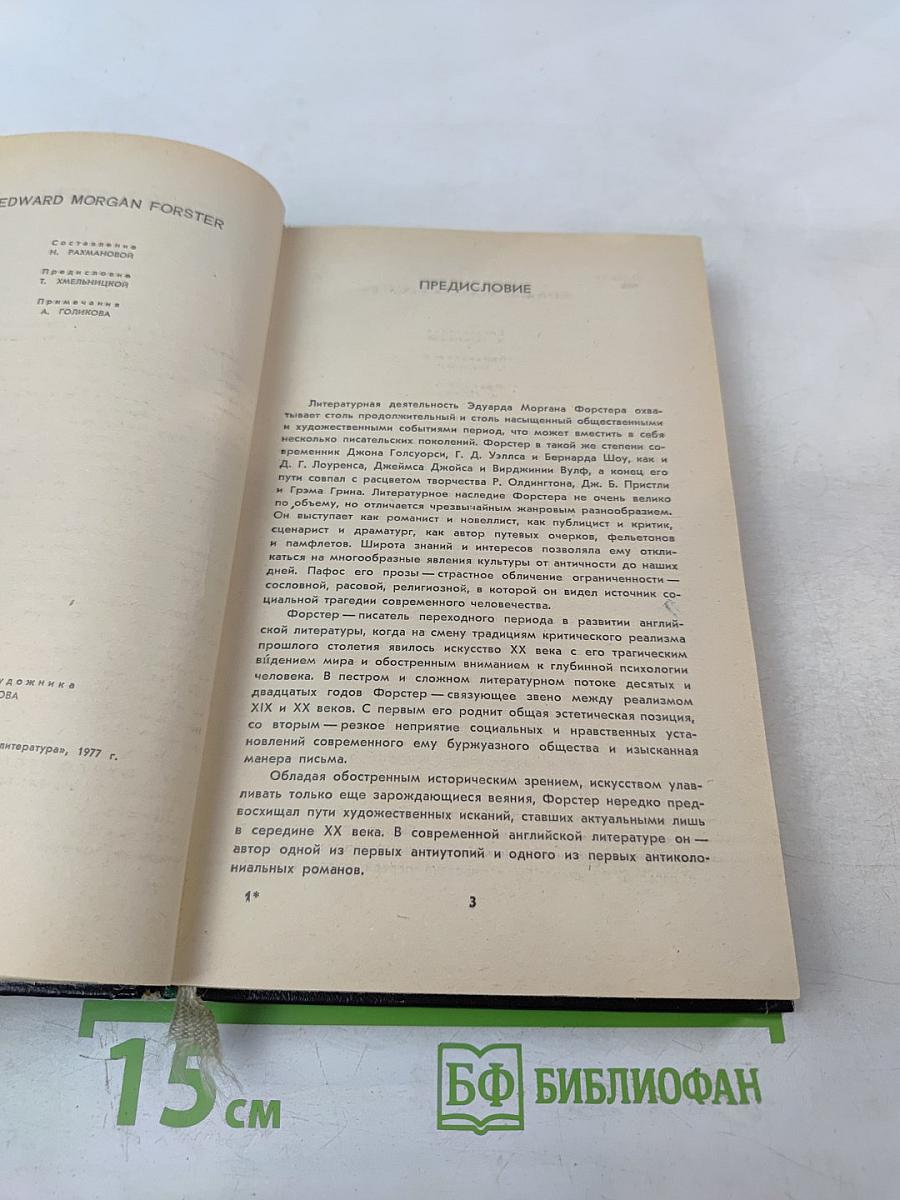 EDWARD MORGAN FORSTER
Составление
Н. РАХМАНОВОЙ
Предисловие
Т. ХМЕЛЬНИЦКОЙ
Примечания
А. ГОЛИКОВА
удожника
ОВА
литература», 1977 г.
ПРЕДИСЛОВИЕ
Литературная деятельность Эдуарда Моргана Форстера охва-
тывает столь продолжительный и столь насыщенный общественными
и художественными событиями период, что может вместить в себя
несколько писательских поколений. Форстер в такой же степени со-
временник Джона Голсуорси, Г. Д. Уэллса и Бернарда Шоу, как и
Д. Г. Лоуренса, Джеймса Джойса и Вирджинии Вулф, а конец его
пути совпал с расцветом творчества Р. Олдингтона, Дж. Б. Пристли
и Грэма Грина. Литературное наследие Форстера не очень велико
по объему, но отличается чрезвычайным жанровым разнообразием.
Он выступает как романист и новеллист, как публицист и критик,
сценарист и драматург, как автор путевых очерков, фельетонов
и памфлетов. Широта знаний и интересов позволяла ему откли-
каться на многообразные явления культуры от античности до наших
дней. Пафос его прозы — страстное обличение ограниченности —
сословной, расовой, религиозной, в которой он видел источник со-
циальной трагедии современного человечества.
Форстер — писатель переходного периода в развитии англий-
ской литературы, когда на смену традициям критического реализма
прошлого столетия явилось искусство XX века с его трагическим
ви́дением мира и обостренным вниманием к глубинной психологии
человека. В пестром и сложном литературном потоке десятых и
двадцатых годов Форстер — связующее звено между реализмом
XIX и XX веков. С первым его роднит общая эстетическая позиция,
со вторым — резкое неприятие социальных и нравственных уста-
новлений современного ему буржуазного общества и изысканная
манера письма.
Обладая обостренным историческим зрением, искусством улав-
ливать только еще зарождающиеся веяния, Форстер нередко пред-
восхищал пути художественных исканий, ставших актуальными лишь
в середине XX века. В современной английской литературе он —
автор одной из первых антиутопий и одного из первых антиколо-
ниальных романов.
1*
3
15 см
БФ БИБЛИОФАН